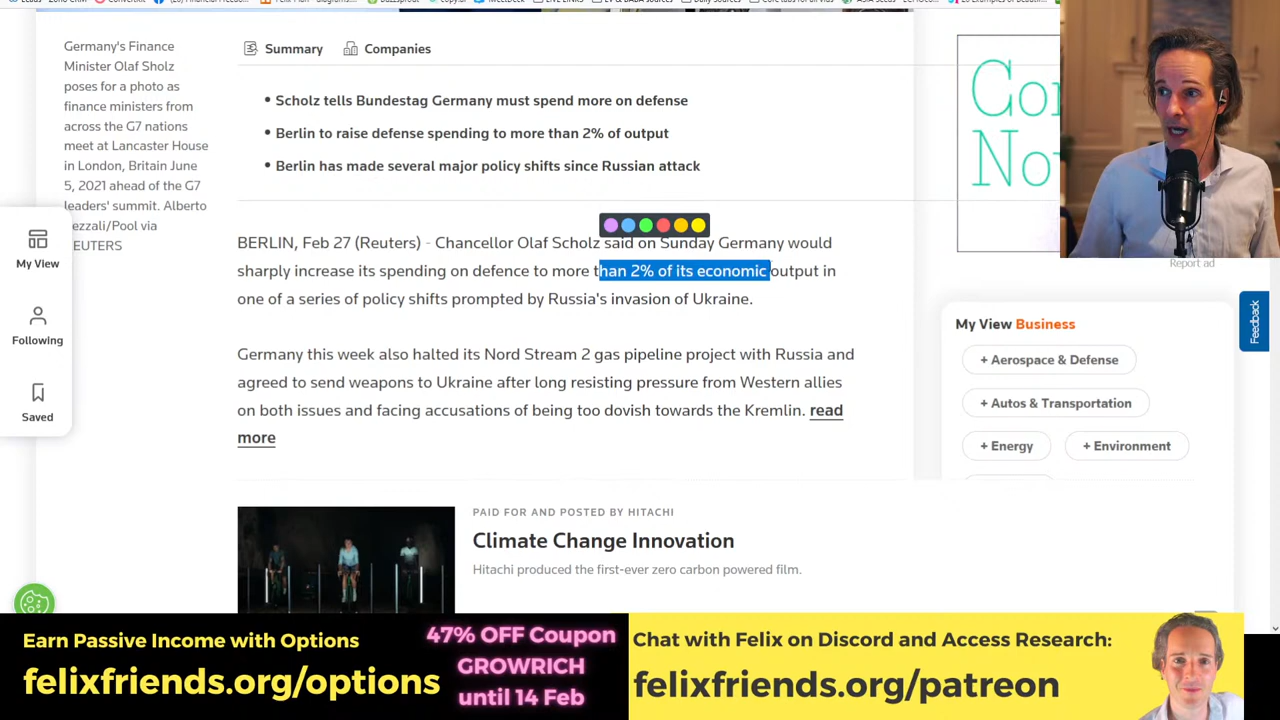 Germany's Finance
Minister Olaf Sholz
poses for a photo as
finance ministers from
across the G7 nations
meet at Lancaster House
in London, Britain June
5, 2021 ahead of the G7
leaders' summit. Alberto
Pezzali/Pool via
REUTERS
Summary
Companies
• Scholz tells Bundestag Germany must spend more on defense
• Berlin to raise defense spending to more than 2% of output
• Berlin has made several major policy shifts since Russian attack
BERLIN, Feb 27 (Reuters) - Chancellor Olaf Scholz said on Sunday Germany would
sharply increase its spending on defence to more than 2% of its economic output in
one of a series of policy shifts prompted by Russia's invasion of Ukraine.
Germany this week also halted its Nord Stream 2 gas pipeline project with Russia and
agreed to send weapons to Ukraine after long resisting pressure from Western allies
on both issues and facing accusations of being too dovish towards the Kremlin. read
more
PAID FOR AND POSTED BY HITACHI
Climate Change Innovation
Hitachi produced the first-ever zero carbon powered film.
My View
Following
Saved
Report ad
My View Business
+ Aerospace & Defense
+ Autos & Transportation
+ Energy
+ Environment
Feedback
Earn Passive Income with Options
felixfriends.org/options
47% OFF Coupon
GROWRICH
until 14 Feb
Chat with Felix on Discord and Access Research:
felixfriends.org/patreon